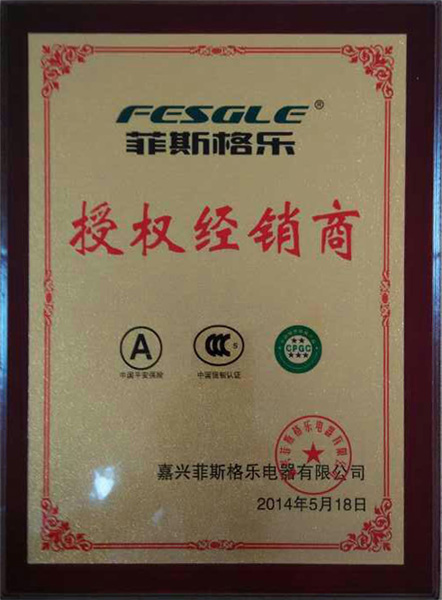 FESGLE®
菲斯格乐
授权经销商
A
CCC S
CPGC
中国平安保险
中国强制认证
嘉兴菲斯格乐电器有限公司
2014年5月18日